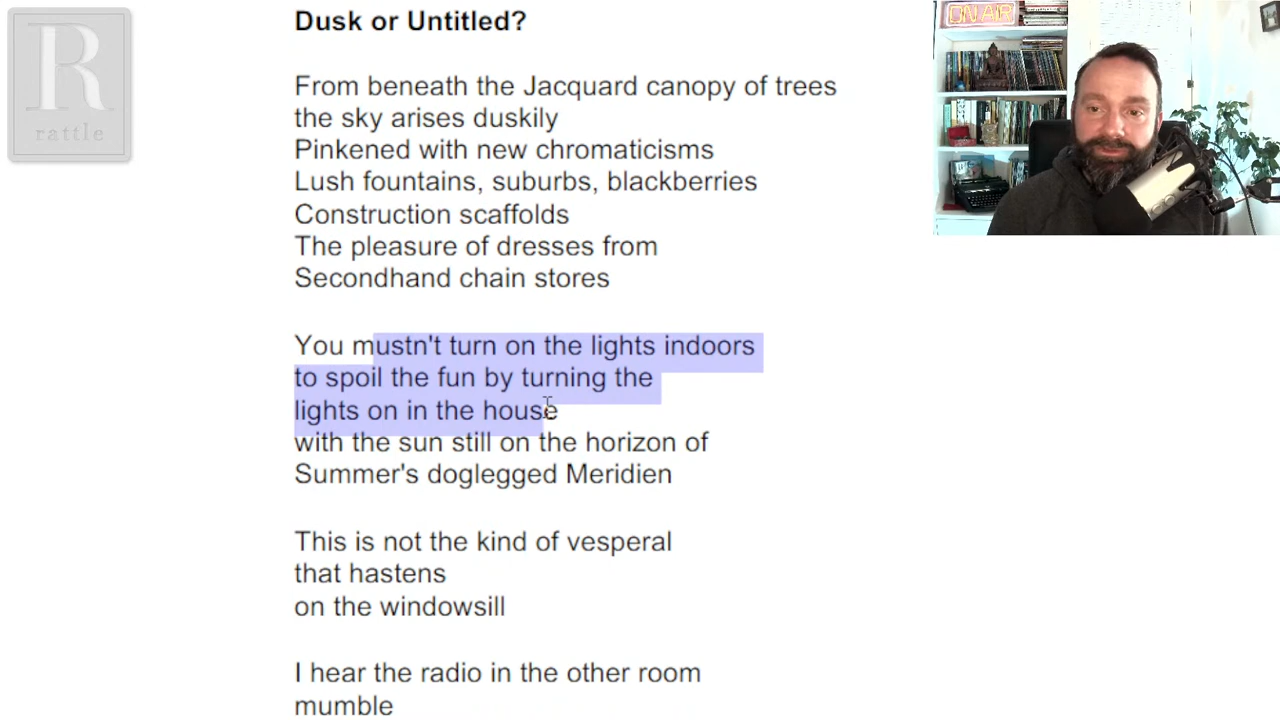 R
rattle
ON AIR
Dusk or Untitled?
From beneath the Jacquard canopy of trees
the sky arises duskily
Pinkened with new chromaticisms
Lush fountains, suburbs, blackberries
Construction scaffolds
The pleasure of dresses from
Secondhand chain stores
You mustn't turn on the lights indoors
to spoil the fun by turning the
lights on in the house
with the sun still on the horizon of
Summer's doglegged Meridien
This is not the kind of vesperal
that hastens
on the windowsill
I hear the radio in the other room
mumble